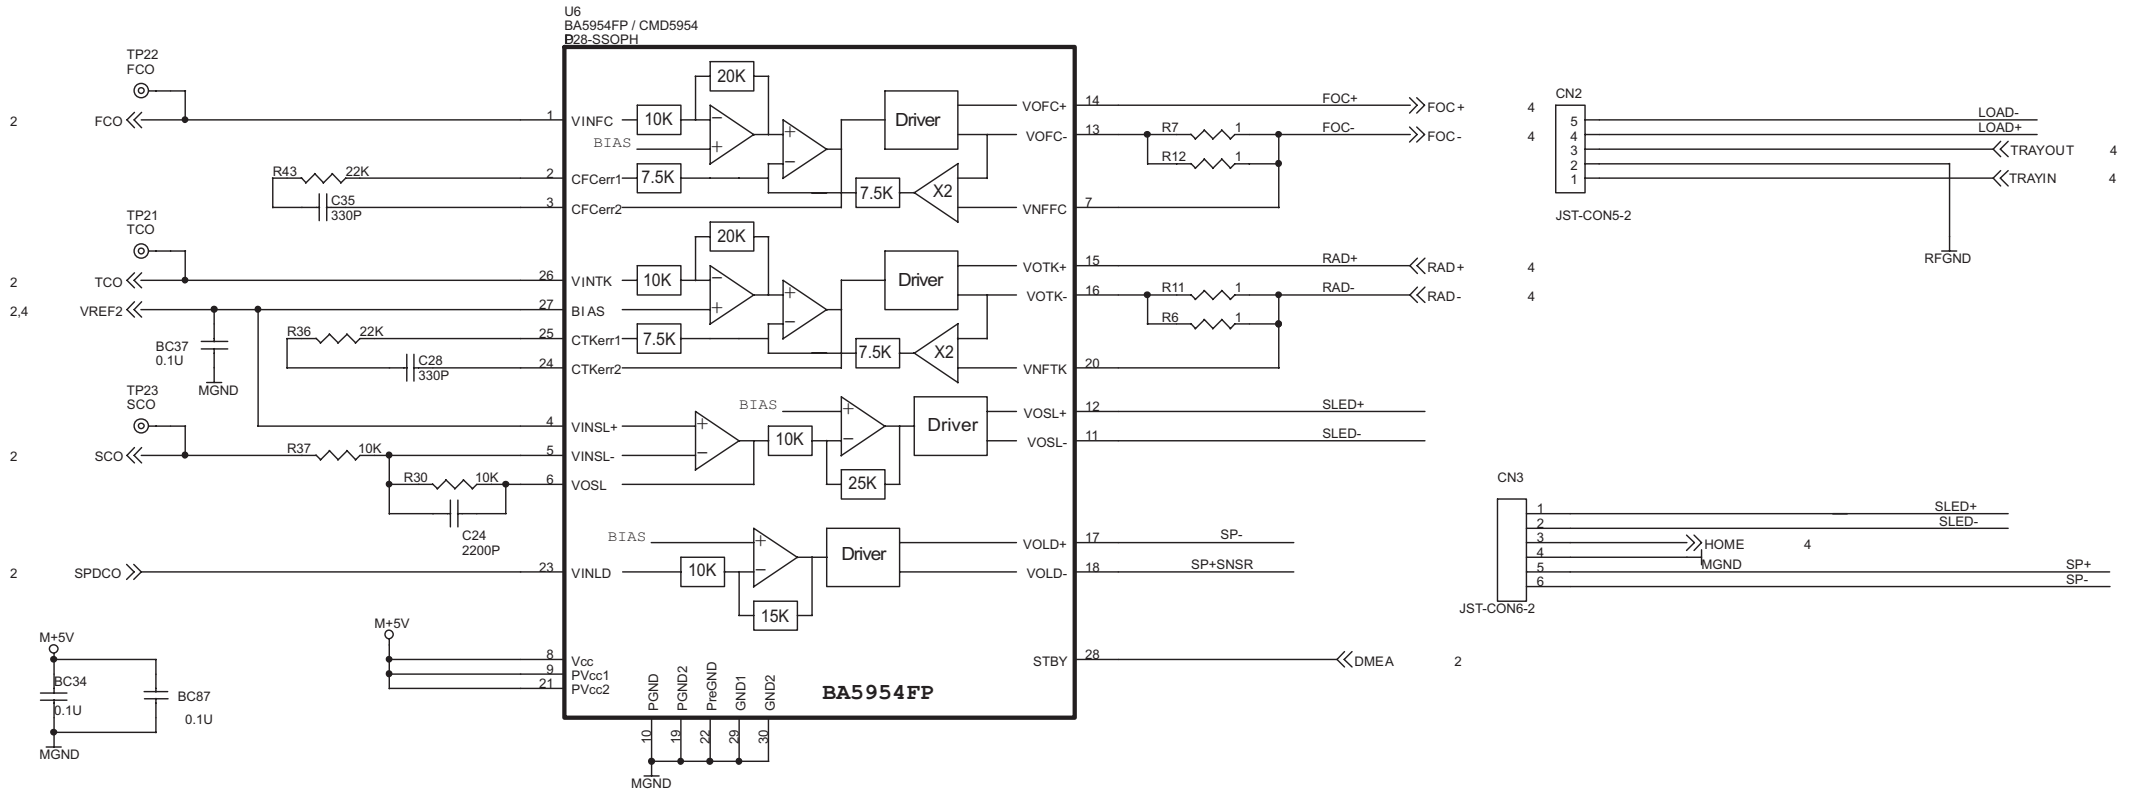 U6
BA5954FP / CMD5954
P28-SSOPH
TP22
FCO
2
FCO
1
VINFC
10K
20K
BIAS
Driver
VOFC+
14
FOC+
FOC+
4
VOFC-
13
R7
1
FOC-
FOC-
4
R12
1
R43
22K
2
CFCerr1
7.5K
7.5K
X2
C35
330P
3
CFCerr2
VNFFC
7
TP21
TCO
2
TCO
26
VINTK
10K
20K
Driver
VOTK+
15
RAD+
RAD+
4
2,4
VREF2
27
BIAS
VOTK-
16
R11
1
RAD-
RAD-
4
R6
1
BC37
0.1U
MGND
R36
22K
25
CTKerr1
7.5K
7.5K
X2
C28
330P
24
CTKerr2
VNFTK
20
TP23
SCO
4
VINSL+
BIAS
10K
25K
Driver
VOSL+
12
SLED+
2
SCO
R37
10K
5
VINSL-
VOSL-
11
SLED-
R30
10K
6
VOSL
C24
2200P
BIAS
2
SPDCO
23
VINLD
10K
15K
Driver
VOLD+
17
SP-
VOLD-
18
SP+SNSR
M+5V
BC34
0.1U
BC87
0.1U
MGND
M+5V
8
Vcc
9
PVcc1
21
PVcc2
STBY
28
DMEA
2
PGND
PGND2
PreGND
GND1
GND2
BA5954FP
10
19
22
29
30
MGND
CN2
5
LOAD-
4
LOAD+
3
TRAYOUT
4
2
1
TRAYIN
4
JST-CON5-2
RFGND
CN3
1
SLED+
2
SLED-
3
HOME
4
4
MGND
5
SP+
6
SP-
JST-CON6-2